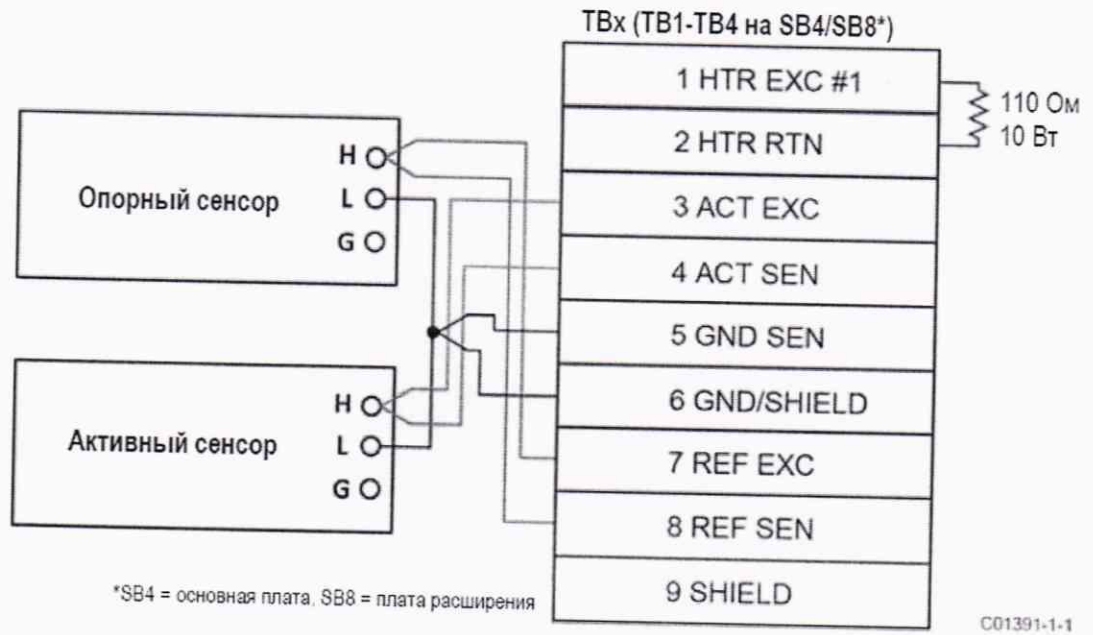 TBx (TB1-TB4 на SB4/SB8*)
1 HTR EXC #1
2 HTR RTN
3 ACT EXC
4 ACT SEN
5 GND SEN
6 GND/SHIELD
7 REF EXC
8 REF SEN
9 SHIELD
110 Ом
10 Вт
Опорный сенсор
H
L
G
Активный сенсор
H
L
G
*SB4 = основная плата, SB8 = плата расширения
C01391-1-1